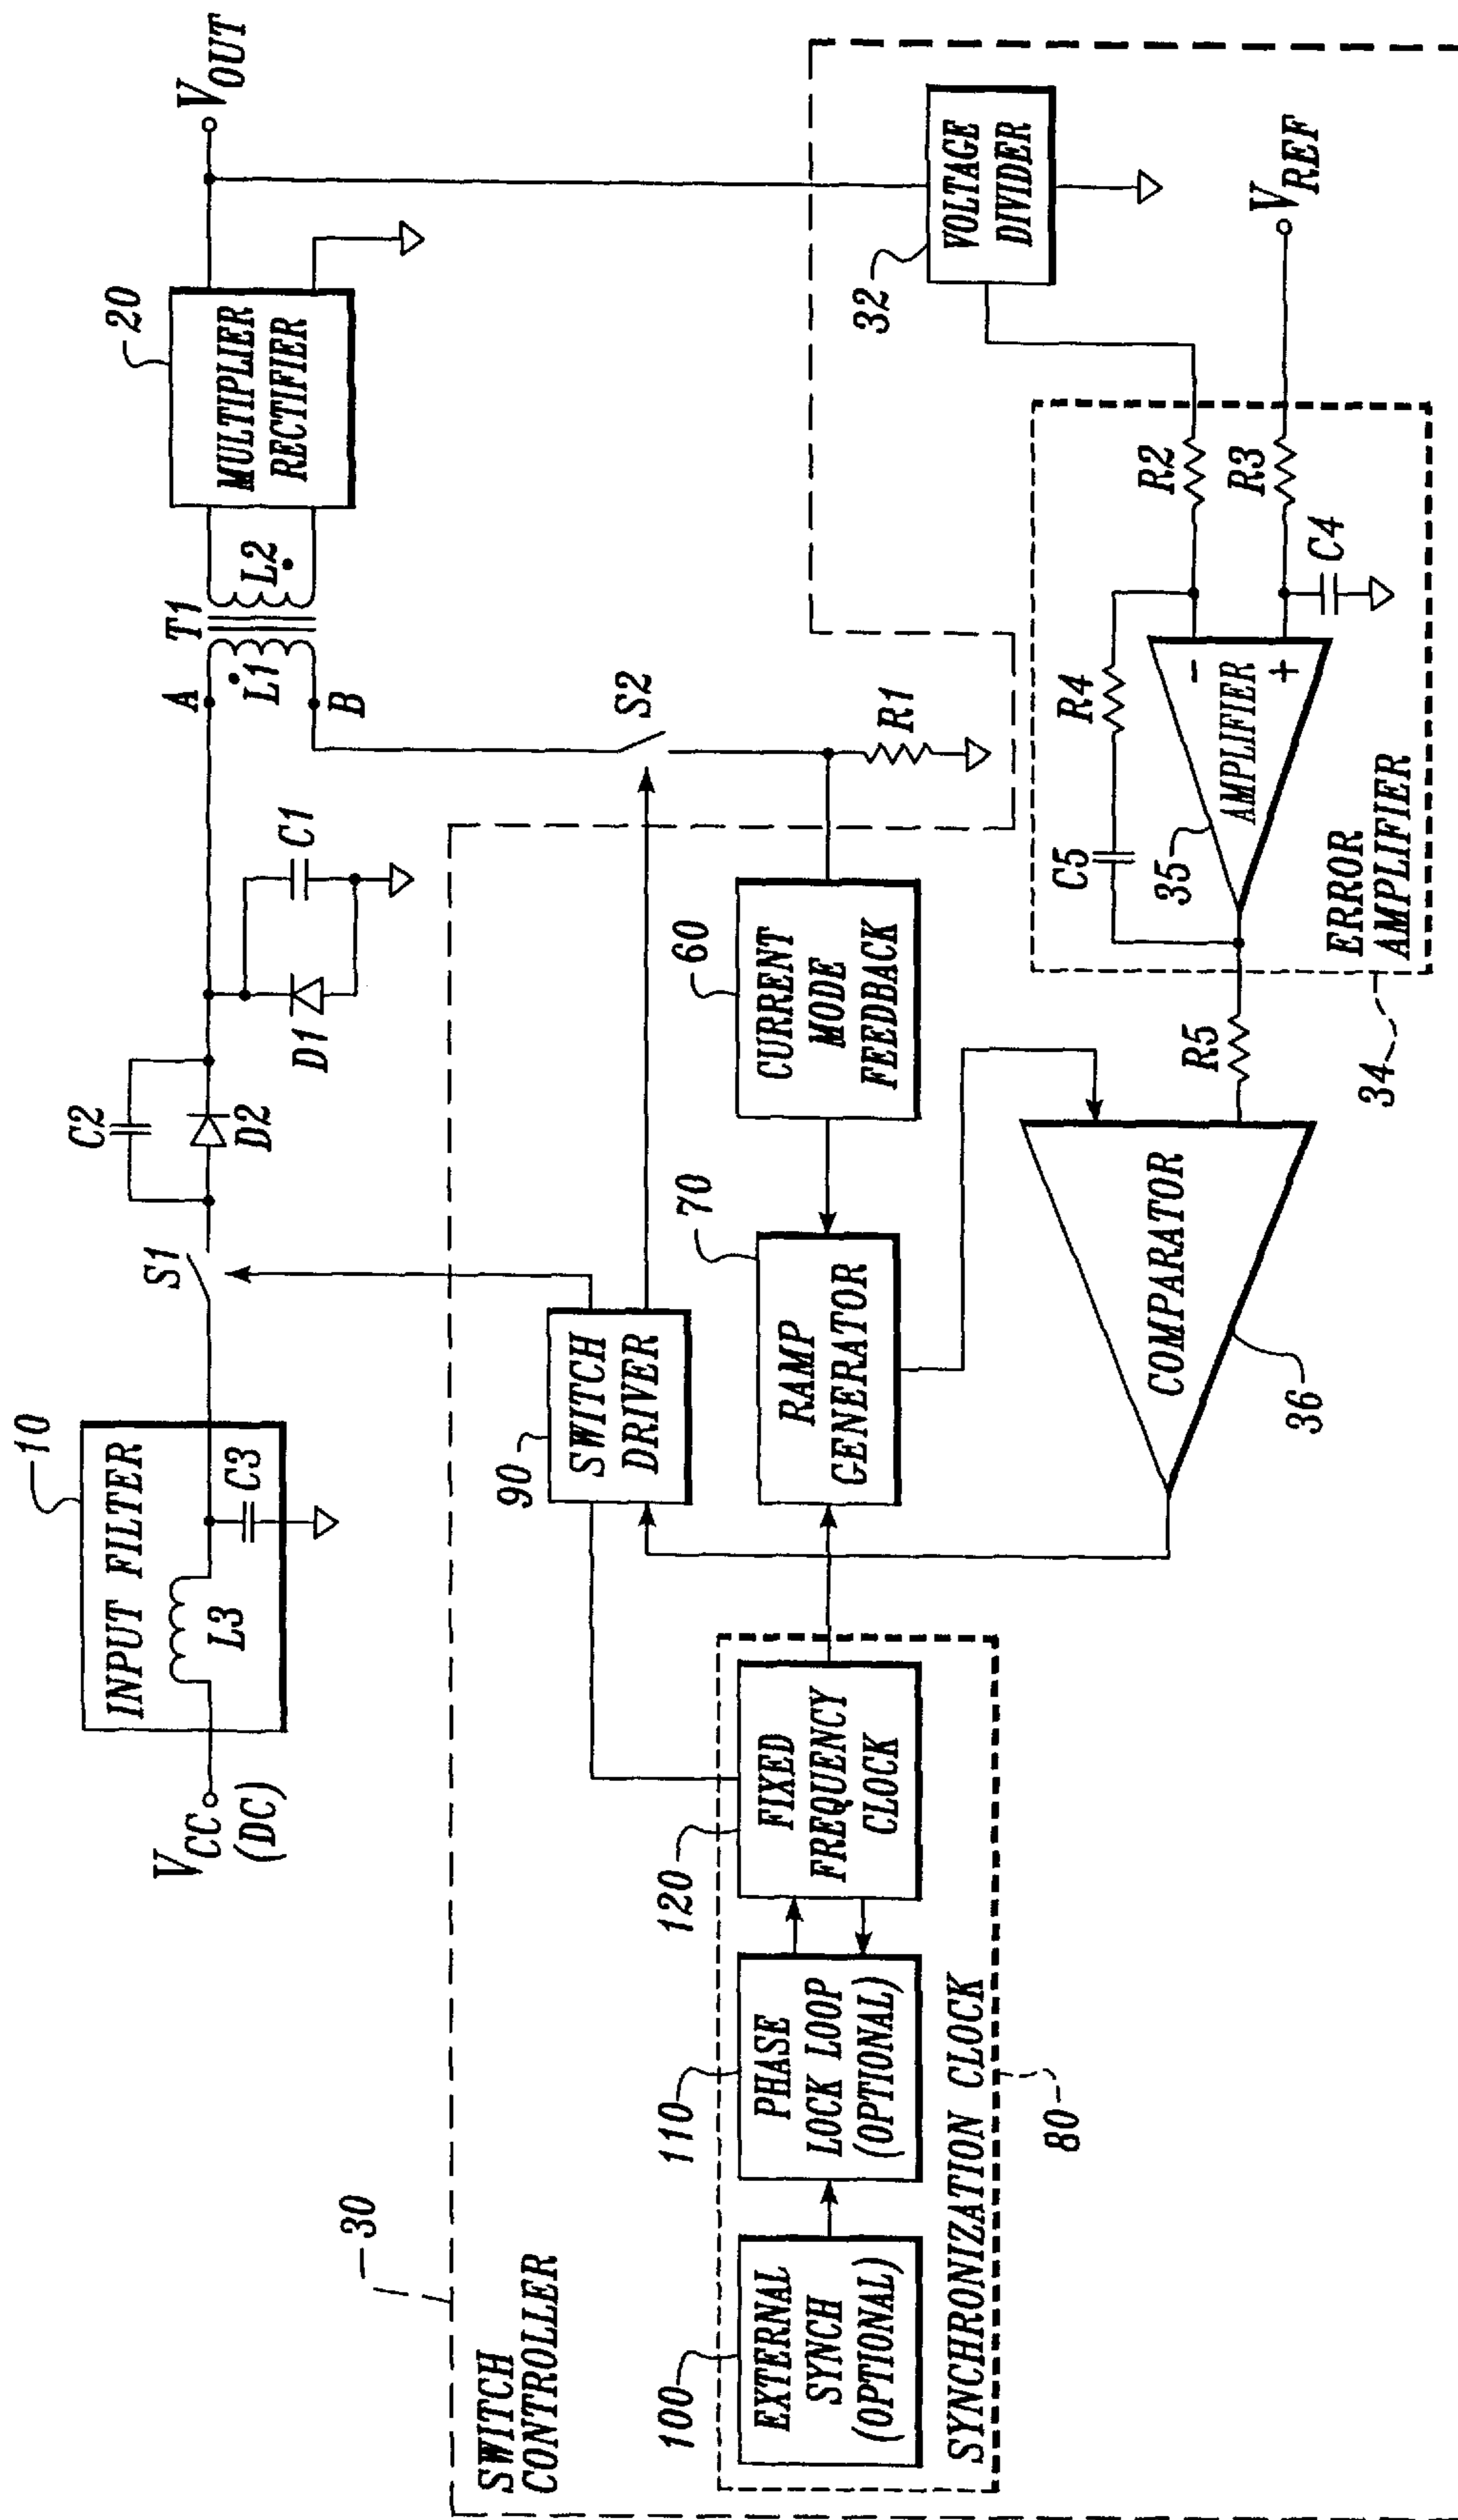 10
INPUT FILTER
L3
C3
V_CC
(DC)
S1
C2
D2
D1
C1
A
B
T1
L1
L2
20
MULTIPLIER
RECTIFIER
V_OUT
30
SWITCH
CONTROLLER
90
SWITCH
DRIVER
S2
R1
60
CURRENT
MODE
FEEDBACK
70
RAMP
GENERATOR
32
VOLTAGE
DIVIDER
V_REF
100
EXTERNAL
SYNCH
(OPTIONAL)
110
PHASE
LOCK LOOP
(OPTIONAL)
120
FIXED
FREQUENCY
CLOCK
SYNCHRONIZATION CLOCK
80
COMPARATOR
36
R5
C5
R4
R2
R3
C4
35
AMPLIFIER
-
+
ERROR
AMPLIFIER
34